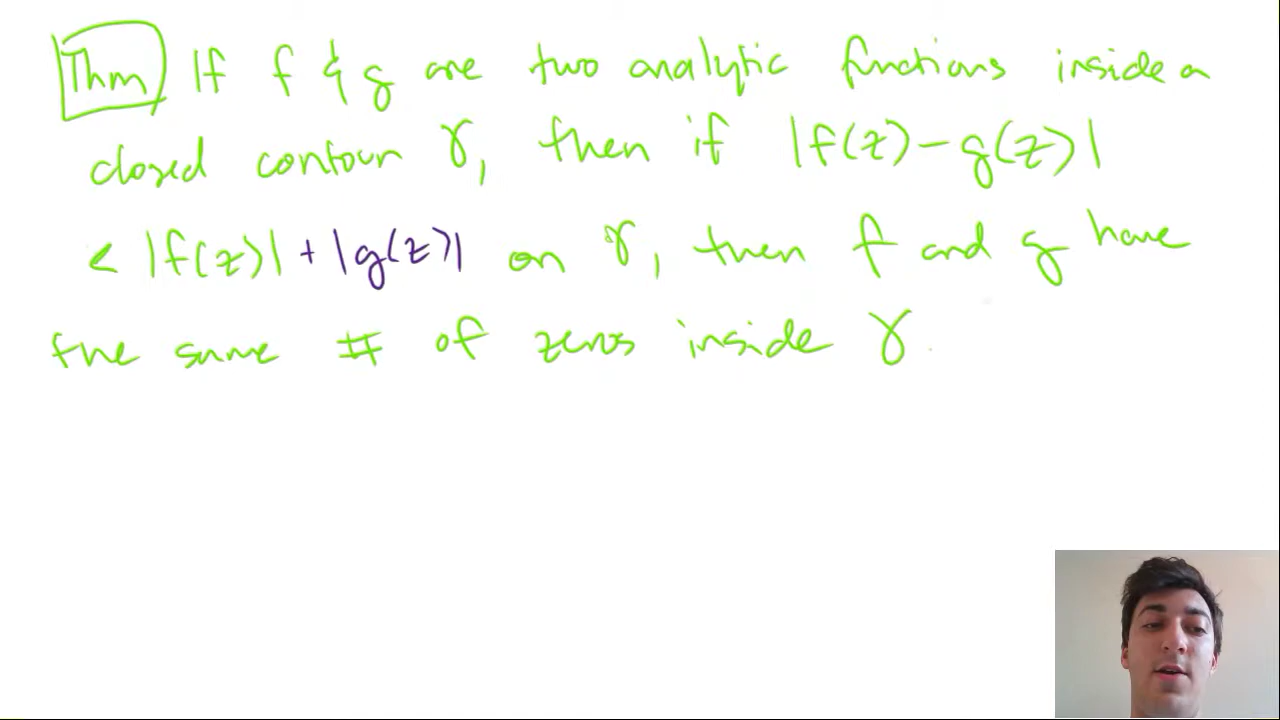 Thm If f & g are two analytic functions inside a
closed contour γ, then if |f(z)-g(z)|
< |f(z)| + |g(z)| on γ, then f and g have
the same # of zeros inside γ.